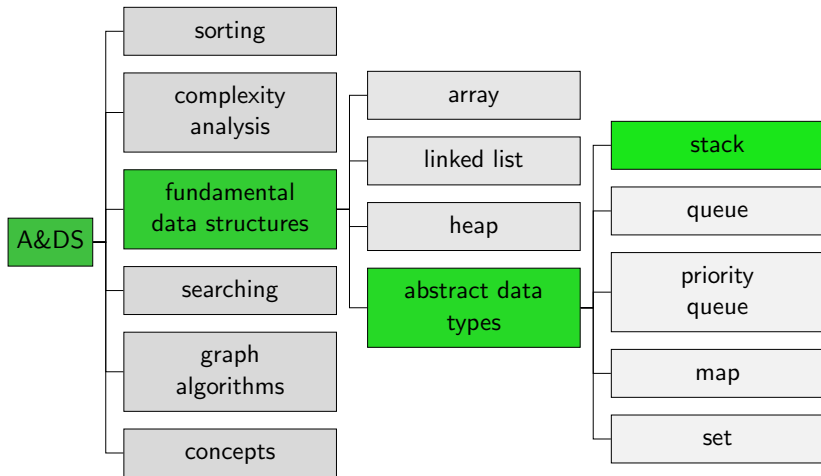 A&DS
sorting
complexity
analysis
fundamental
data structures
searching
graph
algorithms
concepts
array
linked list
heap
abstract data
types
stack
queue
priority
queue
map
set